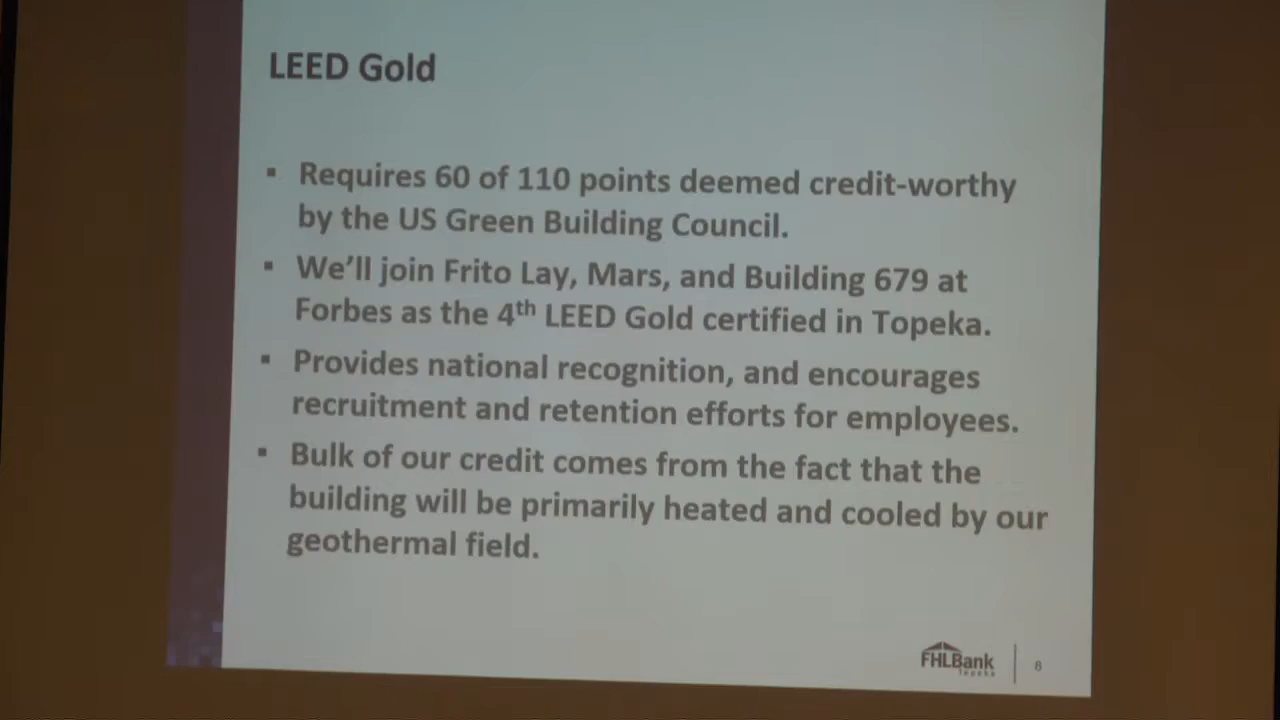 LEED Gold
▪ Requires 60 of 110 points deemed credit-worthy
by the US Green Building Council.
▪ We'll join Frito Lay, Mars, and Building 679 at
Forbes as the 4th LEED Gold certified in Topeka.
▪ Provides national recognition, and encourages
recruitment and retention efforts for employees.
▪ Bulk of our credit comes from the fact that the
building will be primarily heated and cooled by our
geothermal field.
FHLBank
Topeka
8